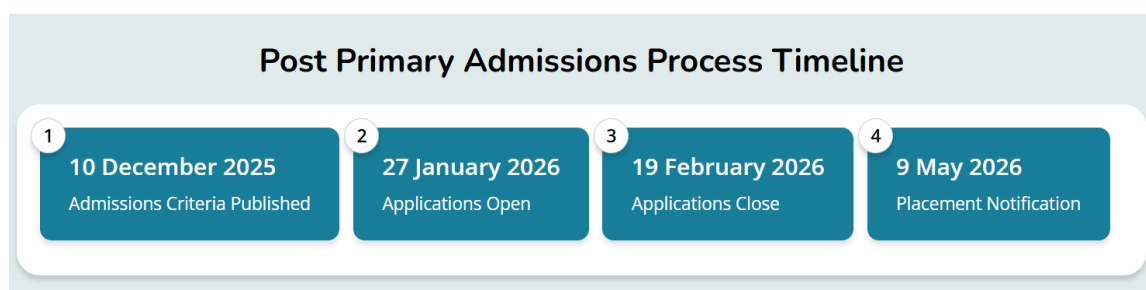 Post Primary Admissions Process Timeline
1
10 December 2025
Admissions Criteria Published
2
27 January 2026
Applications Open
3
19 February 2026
Applications Close
4
9 May 2026
Placement Notification